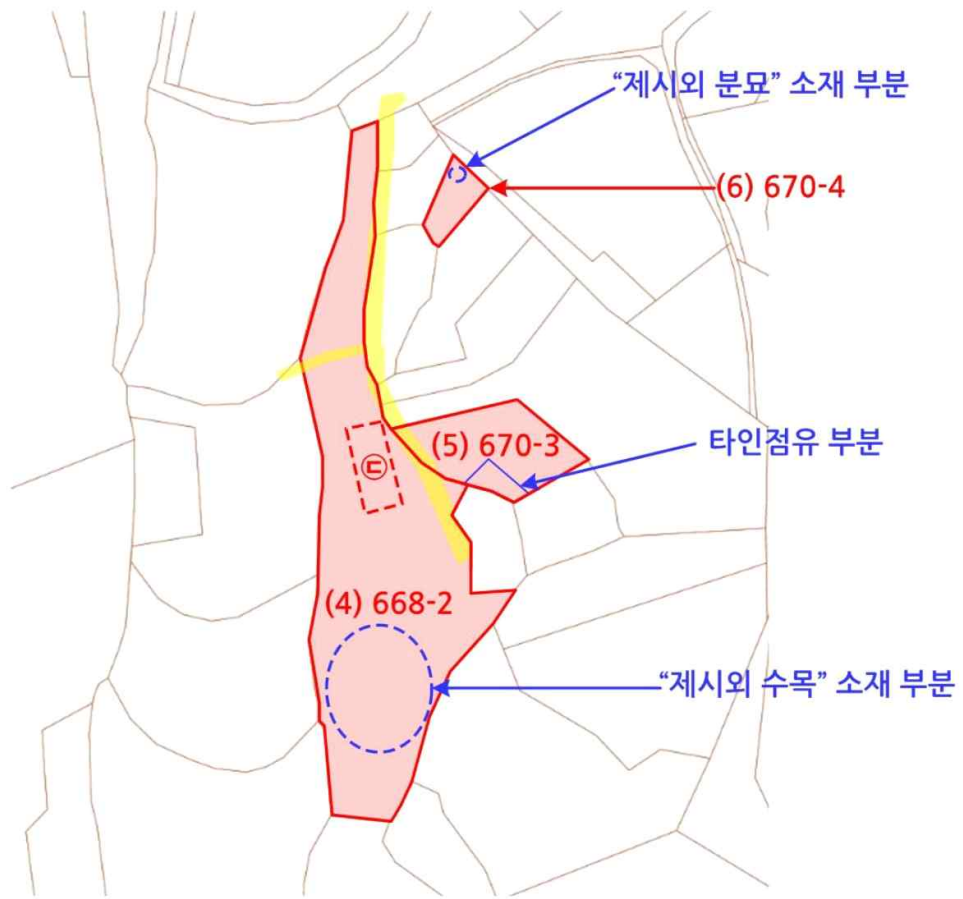 “제시외 분묘” 소재 부분
(6) 670-4
타인점유 부분
(5) 670-3
㉢
(4) 668-2
“제시외 수목” 소재 부분